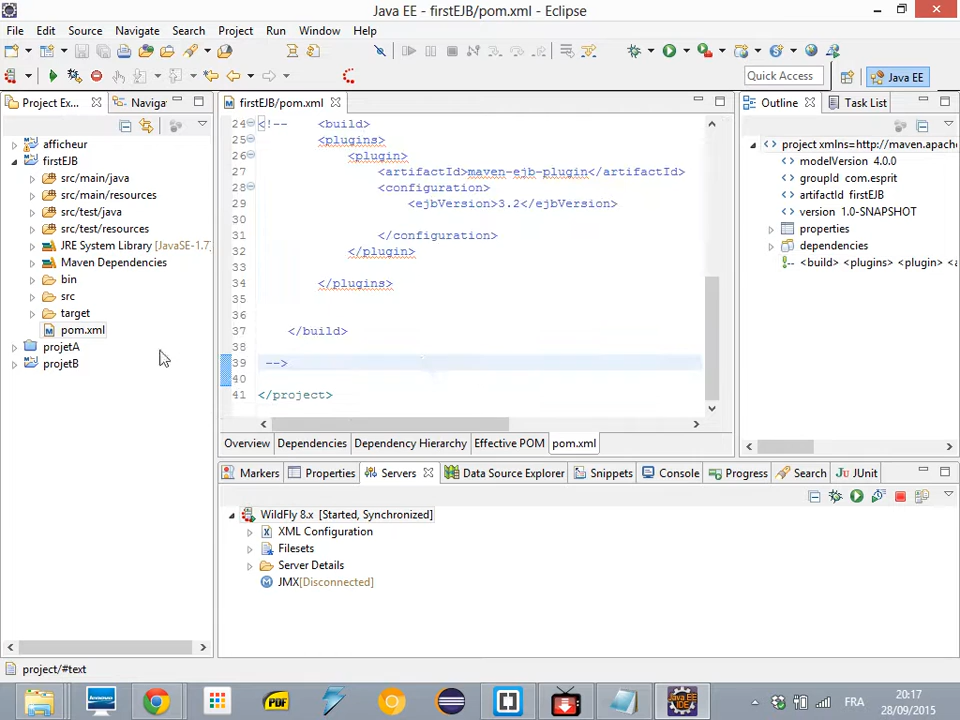 Java EE - firstEJB/pom.xml - Eclipse
File Edit Source Navigate Search Project Run Window Help
Quick Access Java EE
Project Ex... Naviga
afficheur
firstEJB
src/main/java
src/main/resources
src/test/java
src/test/resources
JRE System Library [JavaSE-1.7]
Maven Dependencies
bin
src
target
pom.xml
projetA
projetB
firstEJB/pom.xml
24 <!-- <build>
25 <plugins>
26 <plugin>
27 <artifactId>maven-ejb-plugin</artifactId>
28 <configuration>
29 <ejbVersion>3.2</ejbVersion>
30
31 </configuration>
32 </plugin>
33
34 </plugins>
35
36
37 </build>
38
39 -->
40
41 </project>
Overview Dependencies Dependency Hierarchy Effective POM pom.xml
Outline Task List
project xmlns=http://maven.apache
modelVersion 4.0.0
groupId com.esprit
artifactId firstEJB
version 1.0-SNAPSHOT
properties
dependencies
<build> <plugins> <plugin> <a
Markers Properties Servers Data Source Explorer Snippets Console Progress Search JUnit
WildFly 8.x [Started, Synchronized]
XML Configuration
Filesets
Server Details
JMX[Disconnected]
project/#text
FRA
20:17
28/09/2015